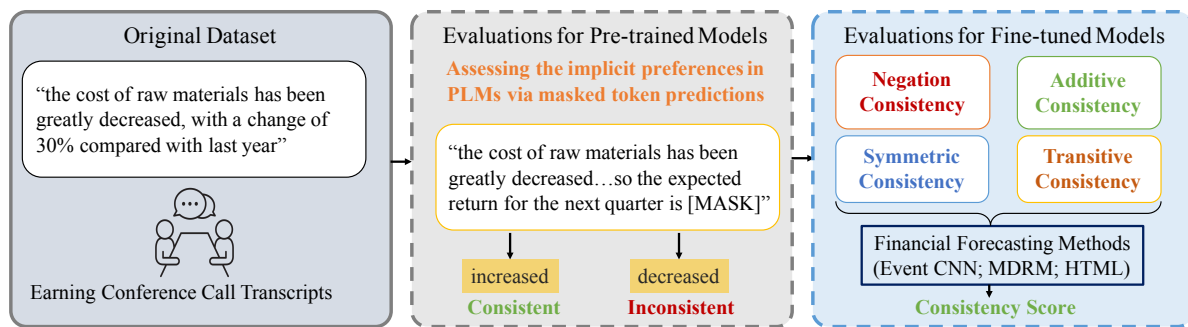 Original Dataset
“the cost of raw materials has been
greatly decreased, with a change of
30% compared with last year”
Earning Conference Call Transcripts
Evaluations for Pre-trained Models
Assessing the implicit preferences in
PLMs via masked token predictions
“the cost of raw materials has been
greatly decreased…so the expected
return for the next quarter is [MASK]”
increased
decreased
Consistent
Inconsistent
Evaluations for Fine-tuned Models
Negation
Consistency
Additive
Consistency
Symmetric
Consistency
Transitive
Consistency
Financial Forecasting Methods
(Event CNN; MDRM; HTML)
Consistency Score